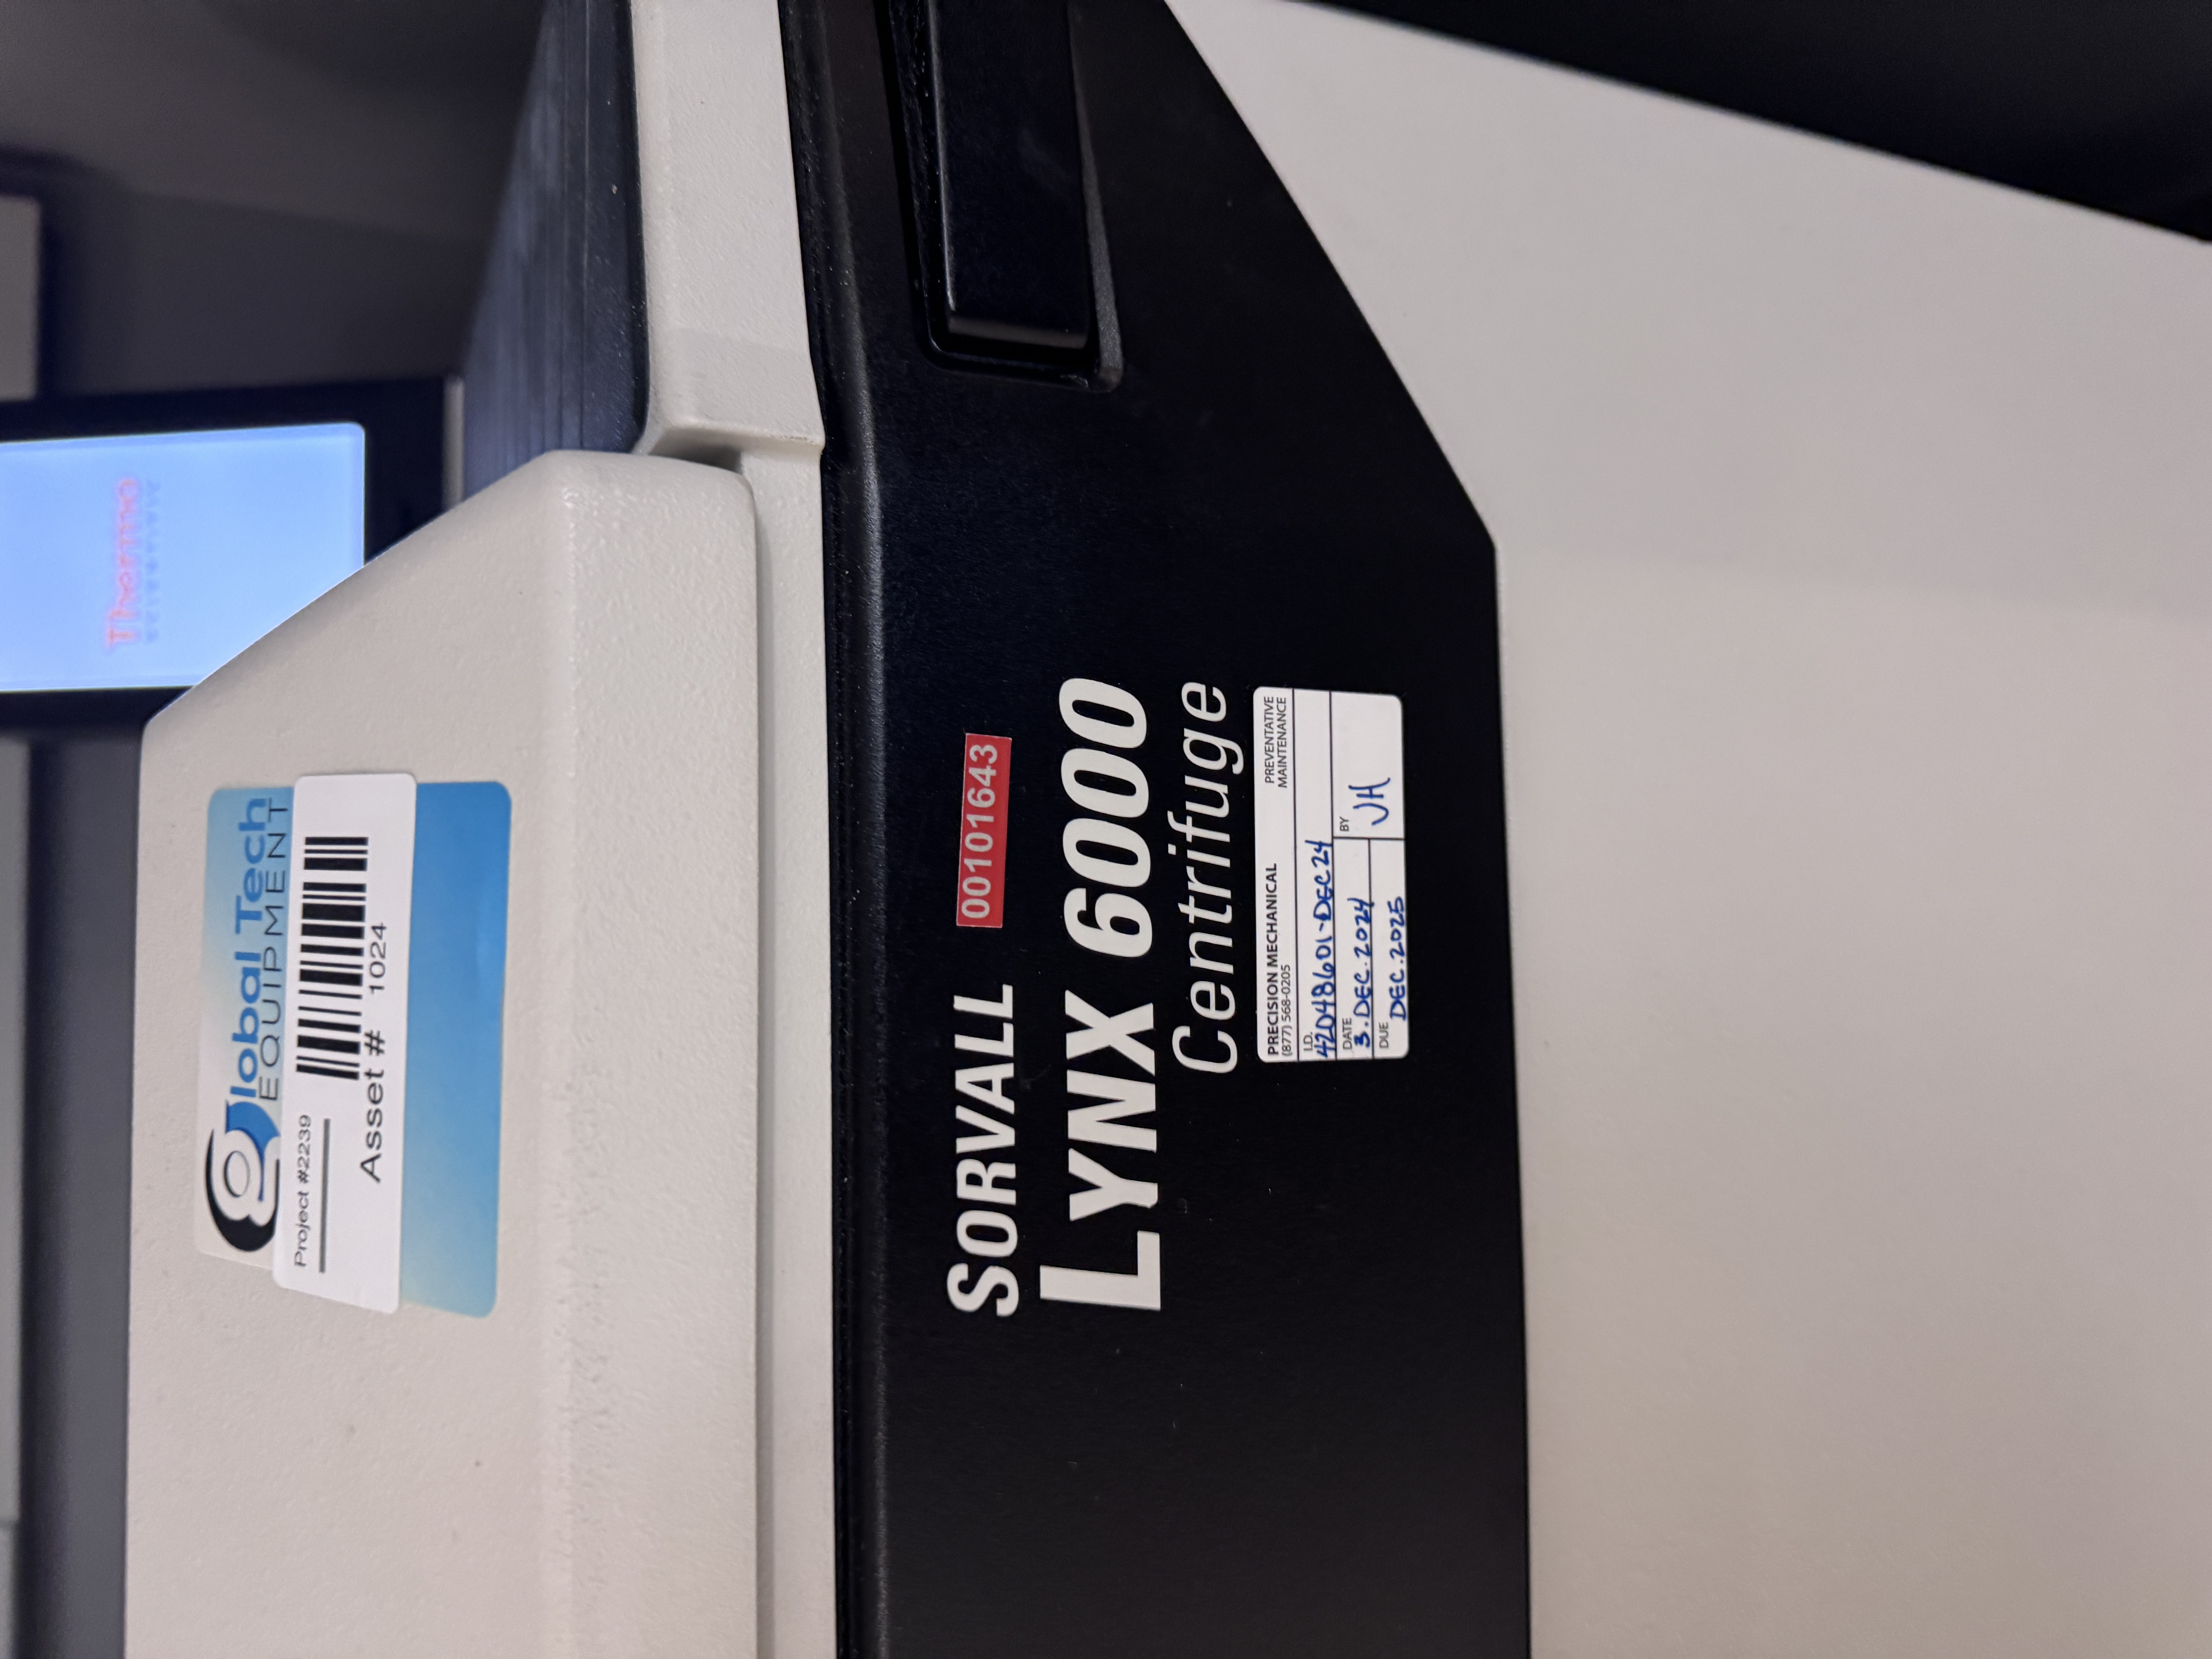 Thermo
SCIENTIFIC
Global Tech
EQUIPMENT
Project #2239
Asset # 1024
SORVALL
00101643
LYNX 6000
Centrifuge
PRECISION MECHANICAL
(877) 568-0205
PREVENTATIVE
MAINTENANCE
I.D.
42048601-DEC24
DATE
3.DEC.2024
BY
JH
DUE
DEC.2025